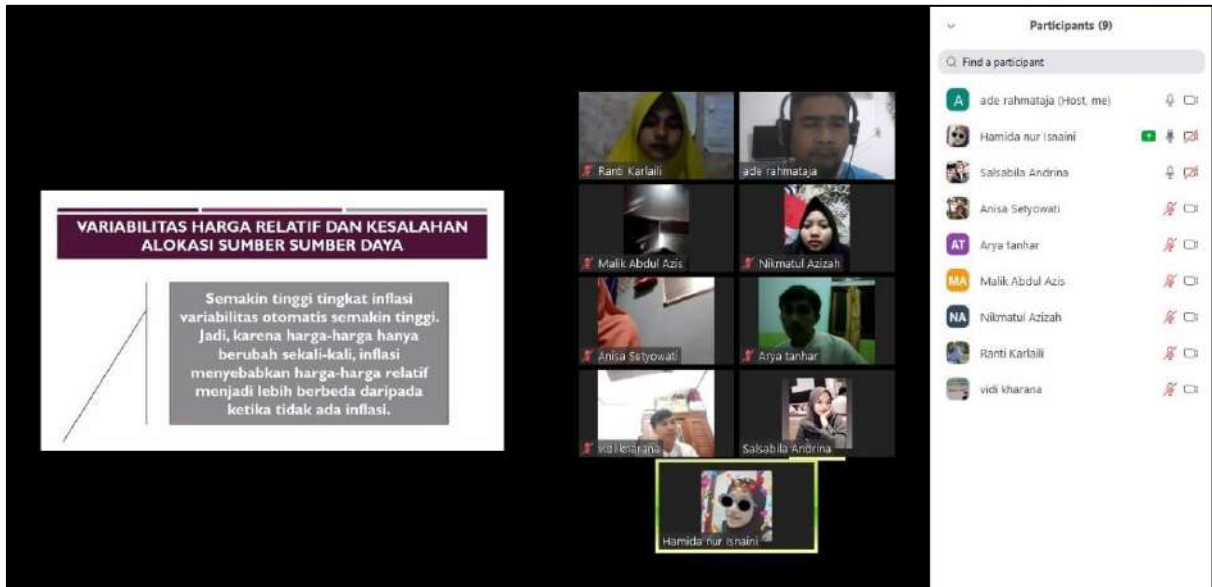 VARIABILITAS HARGA RELATIF DAN KESALAHAN
ALOKASI SUMBER SUMBER DAYA
Semakin tinggi tingkat inflasi
variabilitas otomatis semakin tinggi.
Jadi, karena harga-harga hanya
berubah sekali-kali, inflasi
menyebabkan harga-harga relatif
menjadi lebih berbeda daripada
ketika tidak ada inflasi.
Ranti Karlaili
ade rahmataja
Malik Abdul Azis
Nikmatul Azizah
Anisa Setyowati
Arya tanhar
vidi kharana
Salsabila Andrina
Hamida nur Isnaini
Participants (9)
Find a participant
A ade rahmataja (Host, me)
Hamida nur Isnaini
Salsabila Andrina
Anisa Setyowati
AT Arya tanhar
MA Malik Abdul Azis
NA Nikmatul Azizah
Ranti Karlaili
vidi kharana